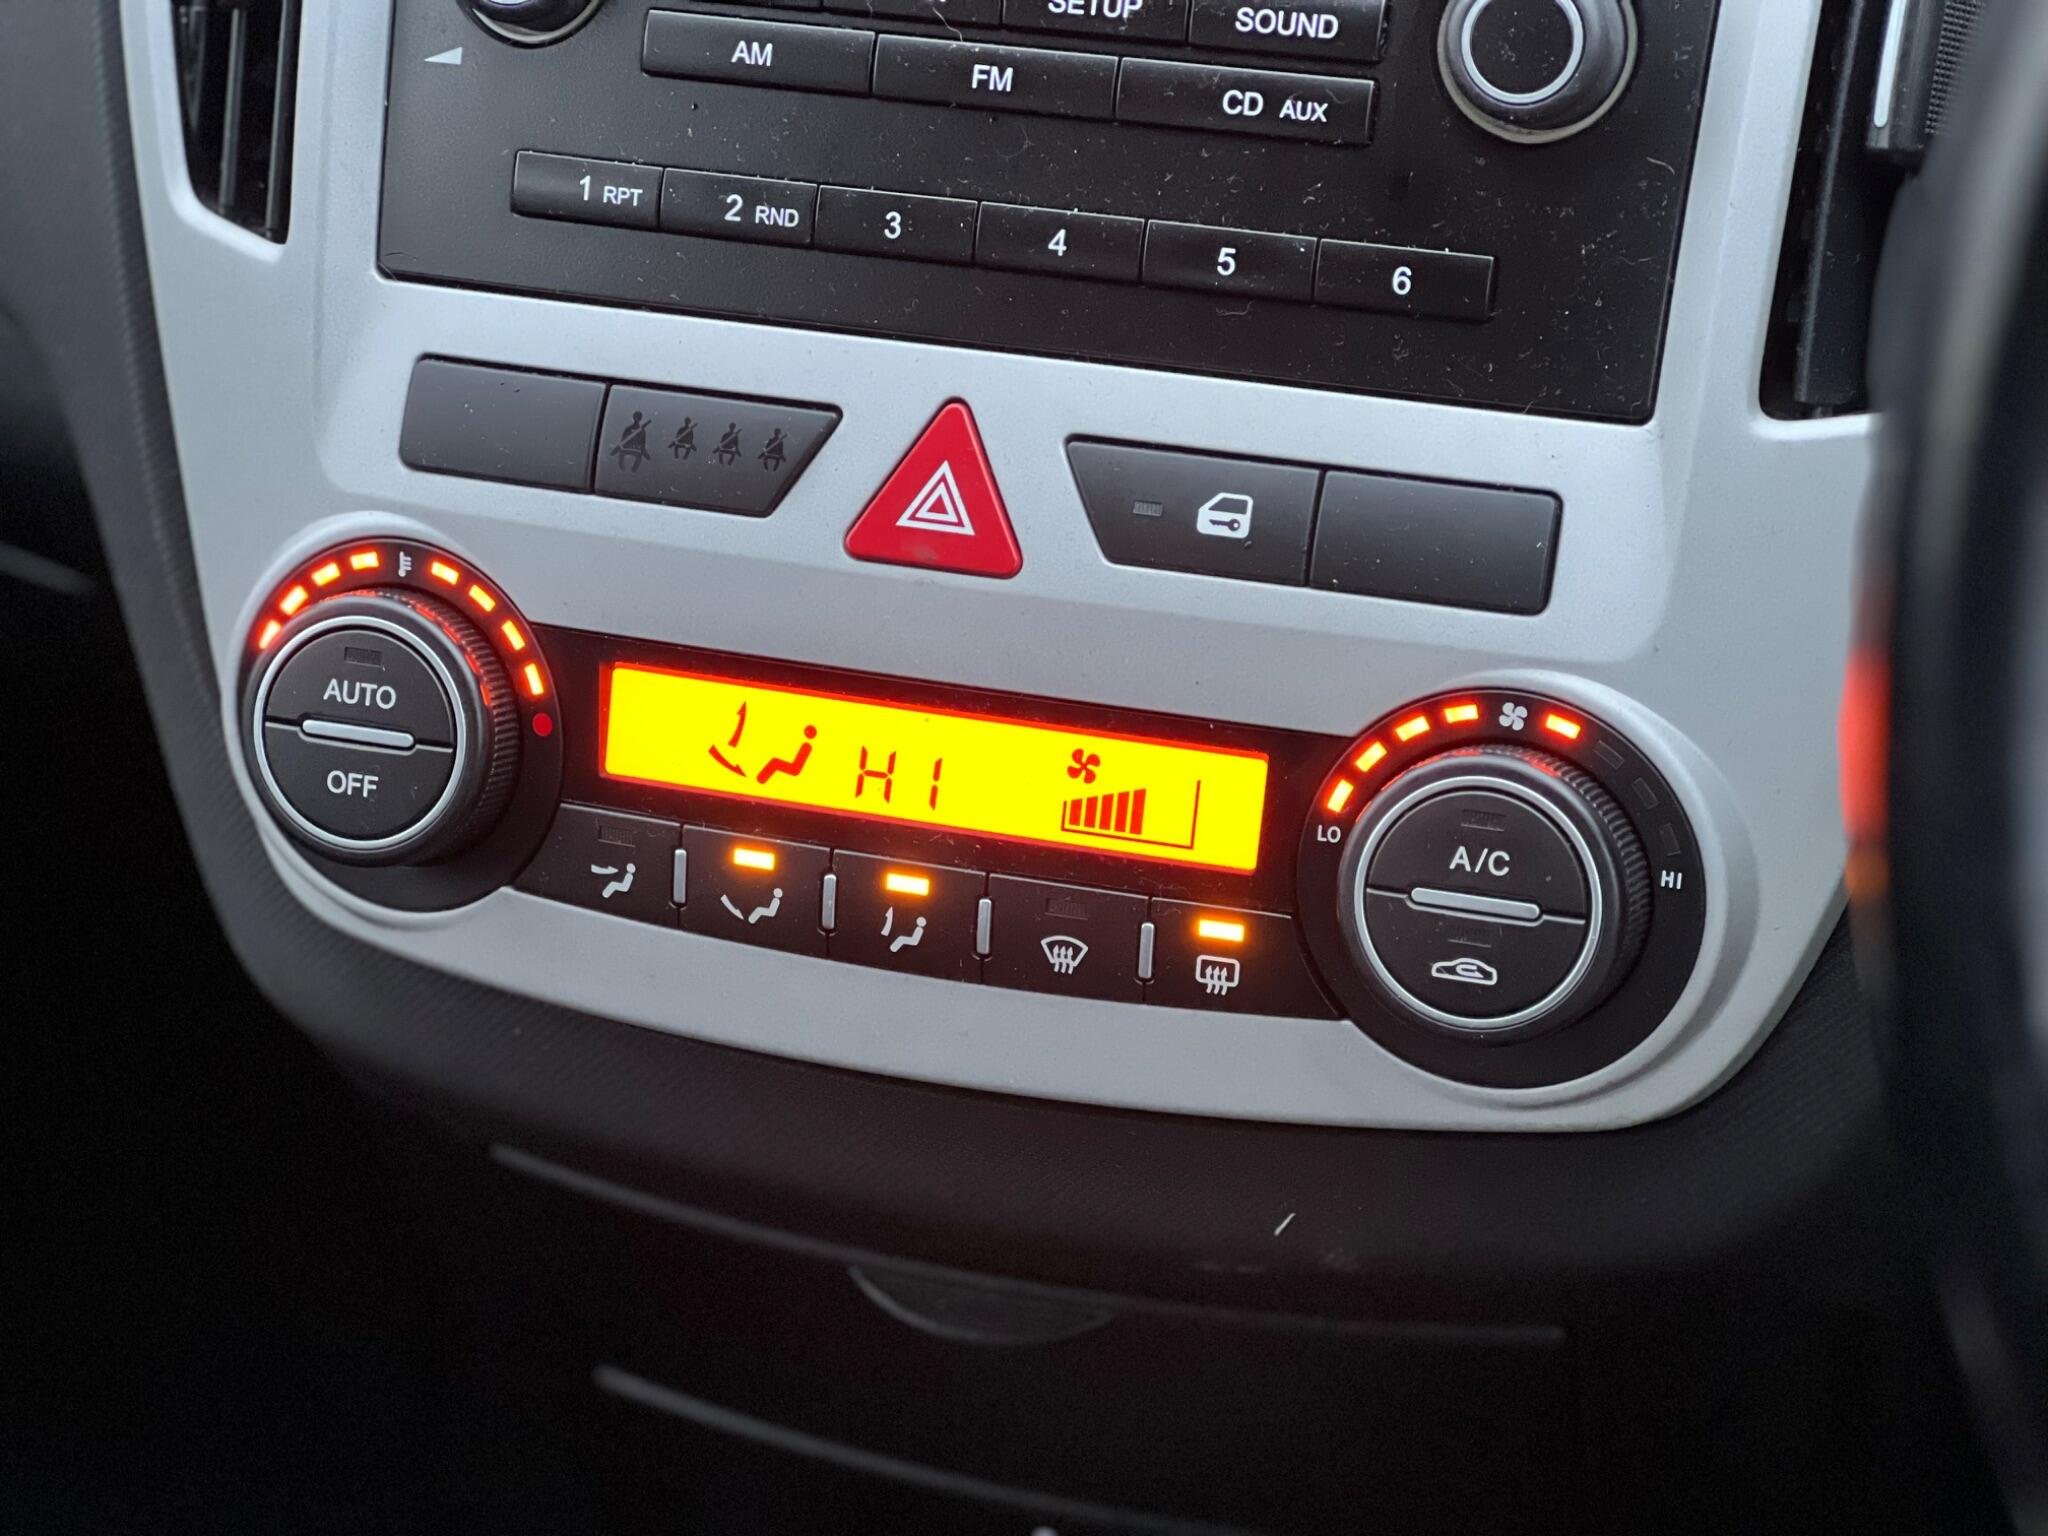 SETUP
SOUND
AM
FM
CD AUX
1 RPT
2 RND
3
4
5
6
AUTO
OFF
HI
LO
HI
A/C